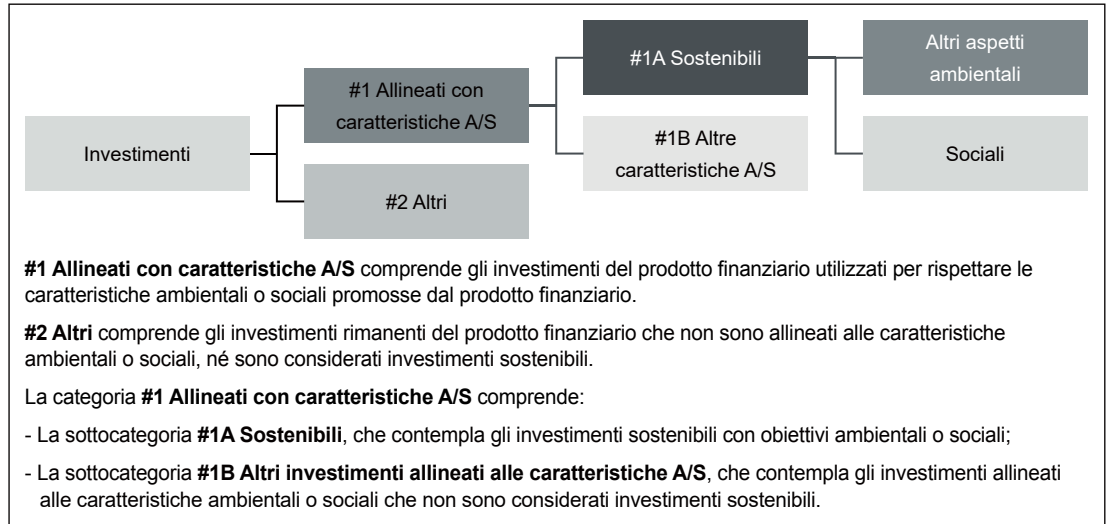 #1A Sostenibili
Altri aspetti
ambientali
#1 Allineati con
caratteristiche A/S
Investimenti
#1B Altre
caratteristiche A/S
Sociali
#2 Altri
#1 Allineati con caratteristiche A/S comprende gli investimenti del prodotto finanziario utilizzati per rispettare le
caratteristiche ambientali o sociali promosse dal prodotto finanziario.
#2 Altri comprende gli investimenti rimanenti del prodotto finanziario che non sono allineati alle caratteristiche
ambientali o sociali, né sono considerati investimenti sostenibili.
La categoria #1 Allineati con caratteristiche A/S comprende:
- La sottocategoria #1A Sostenibili, che contempla gli investimenti sostenibili con obiettivi ambientali o sociali;
- La sottocategoria #1B Altri investimenti allineati alle caratteristiche A/S, che contempla gli investimenti allineati
alle caratteristiche ambientali o sociali che non sono considerati investimenti sostenibili.